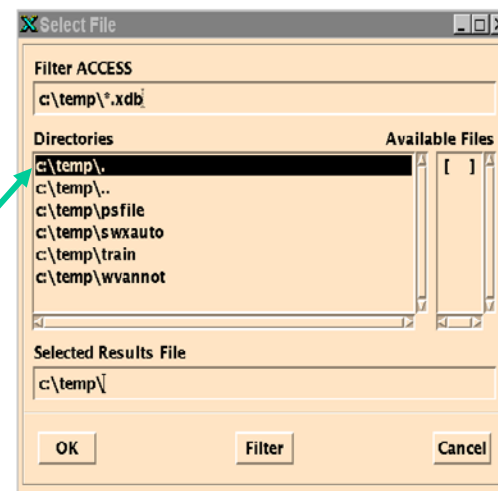 Select File
Filter ACCESS
c:\temp\*.xdb
Directories Available Files
c:\temp\. [ ]
c:\temp\..
c:\temp\psfile
c:\temp\swxauto
c:\temp\train
c:\temp\wvannot
Selected Results File
c:\temp\
OK Filter Cancel